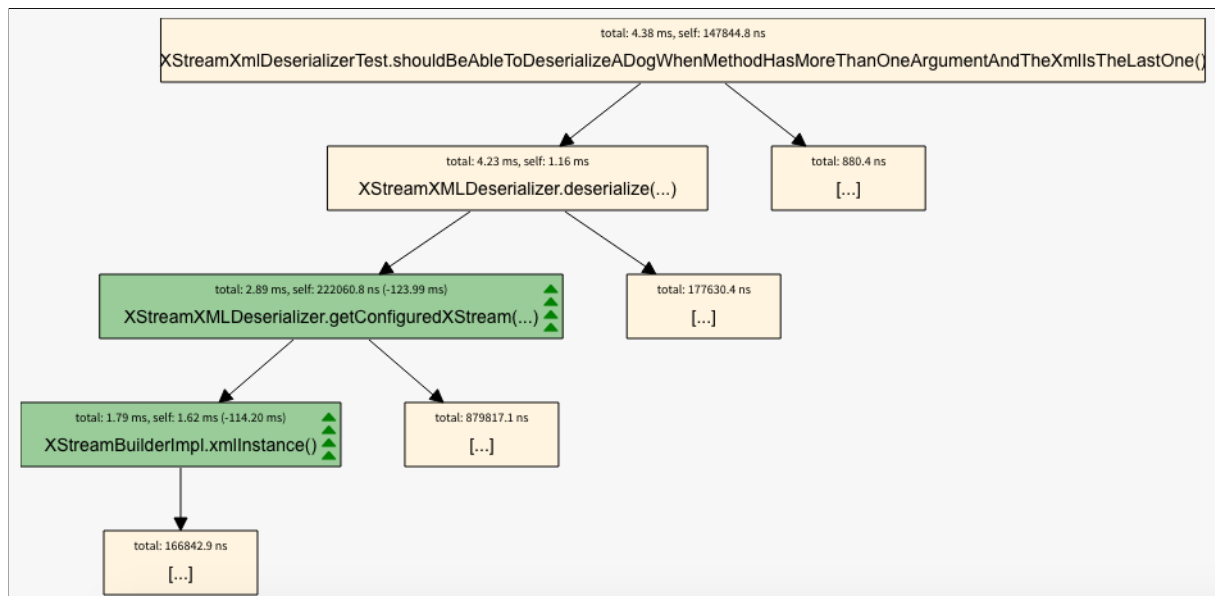 total: 4.38 ms, self: 147844.8 ns
XStreamXmlDeserializerTest.shouldBeAbleToDeserializeADogWhenMethodHasMoreThanOneArgumentAndTheXmlIsTheLastOne()
total: 4.23 ms, self: 1.16 ms
XStreamXMLDeserializer.deserialize(...)
total: 880.4 ns
[...]
total: 2.89 ms, self: 222060.8 ns (-123.99 ms)
XStreamXMLDeserializer.getConfiguredXStream(...)
total: 177630.4 ns
[...]
total: 1.79 ms, self: 1.62 ms (-114.20 ms)
XStreamBuilderImpl.xmlInstance()
total: 879817.1 ns
[...]
total: 166842.9 ns
[...]